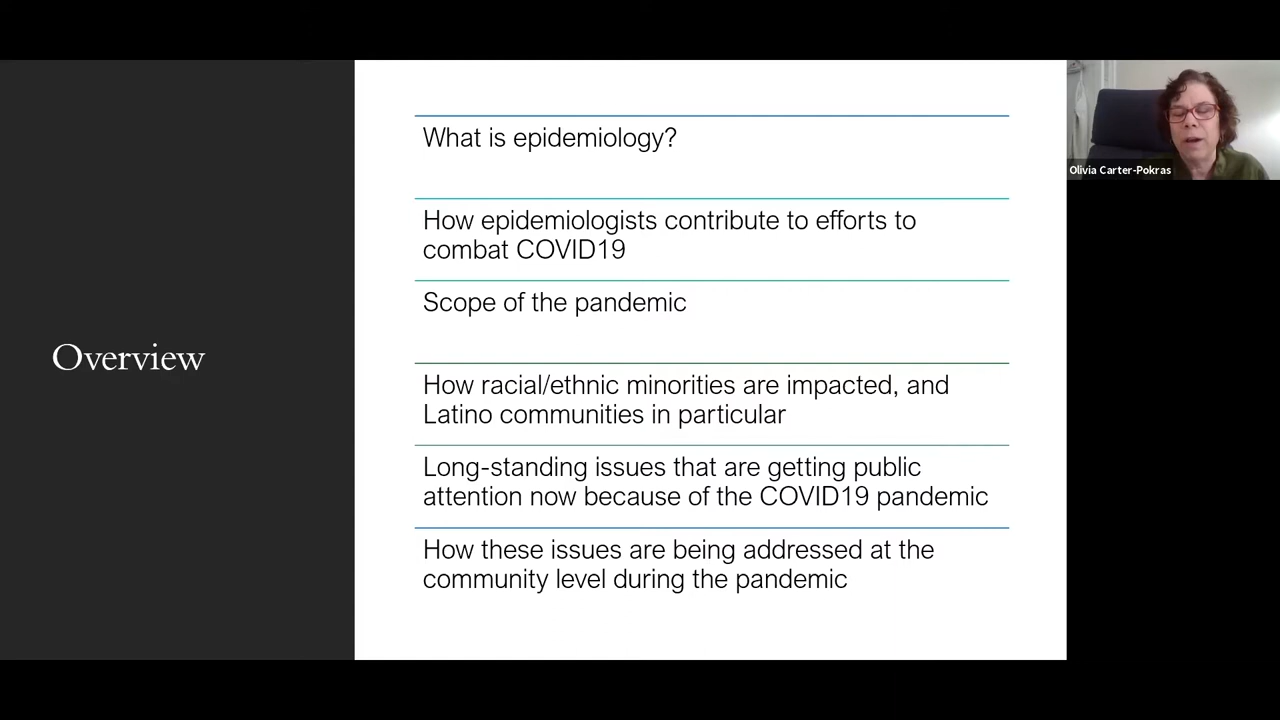 Overview
What is epidemiology?
How epidemiologists contribute to efforts to
combat COVID19
Scope of the pandemic
How racial/ethnic minorities are impacted, and
Latino communities in particular
Long-standing issues that are getting public
attention now because of the COVID19 pandemic
How these issues are being addressed at the
community level during the pandemic
Olivia Carter-Pokras